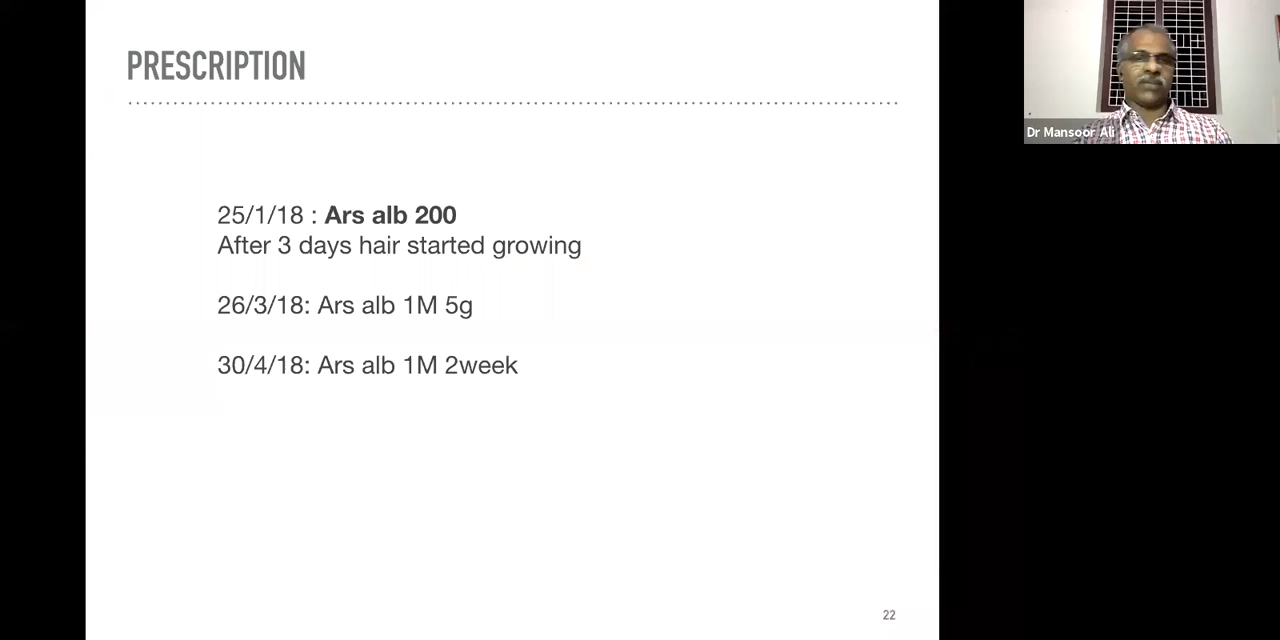 PRESCRIPTION
25/1/18 : Ars alb 200
After 3 days hair started growing
26/3/18: Ars alb 1M 5g
30/4/18: Ars alb 1M 2week
22
Dr Mansoor Ali